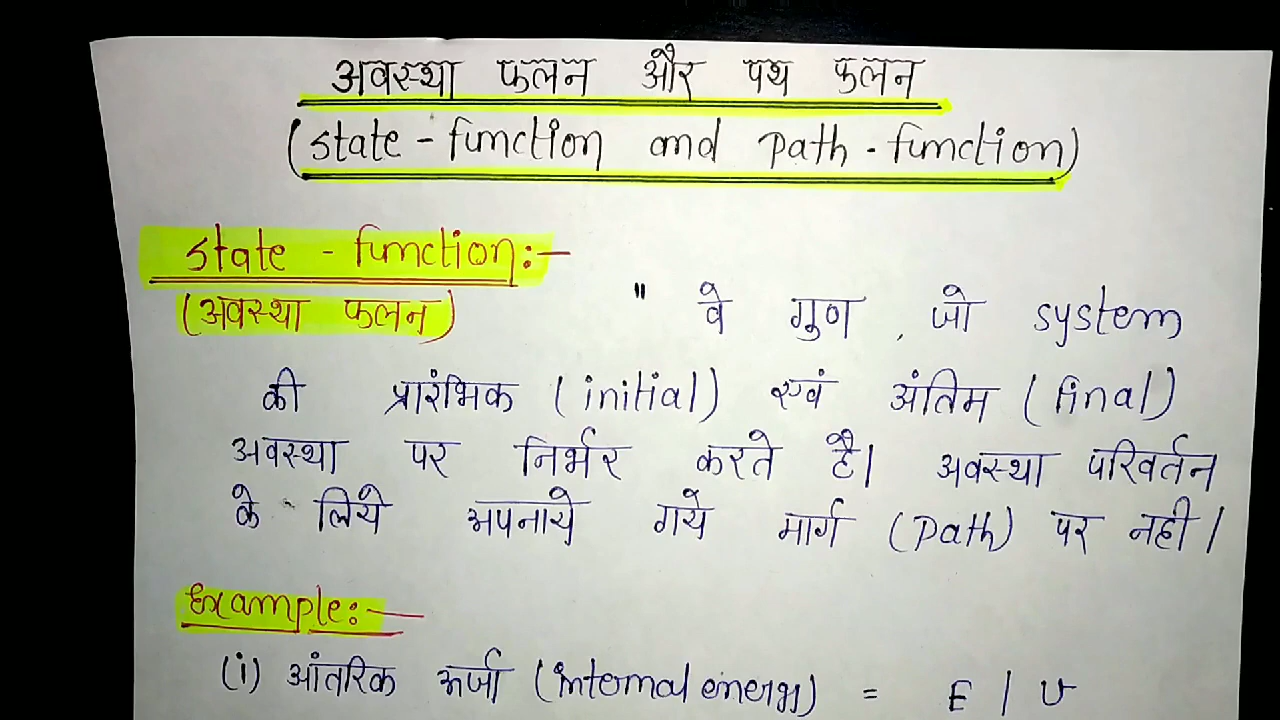 अवस्था फलन और पथ फलन
(state-function and path-function)
state-function:-
(अवस्था फलन) " वे गुण, जो system
की प्रारंभिक (initial) एवं अंतिम (final)
अवस्था पर निर्भर करते है। अवस्था परिवर्तन
के लिये अपनाये गये मार्ग (Path) पर नही।
Example:-
(i) आंतरिक ऊर्जा (internal energy) = E / U